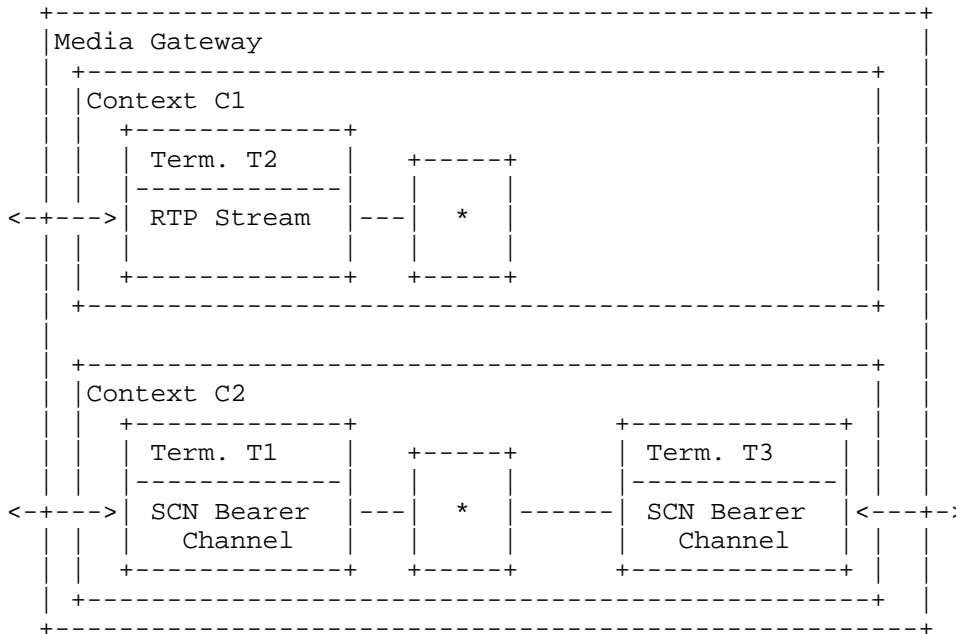 Media Gateway
Context C1
Term. T2
RTP Stream
*
Context C2
Term. T1
Term. T3
SCN Bearer
*
SCN Bearer
Channel
Channel